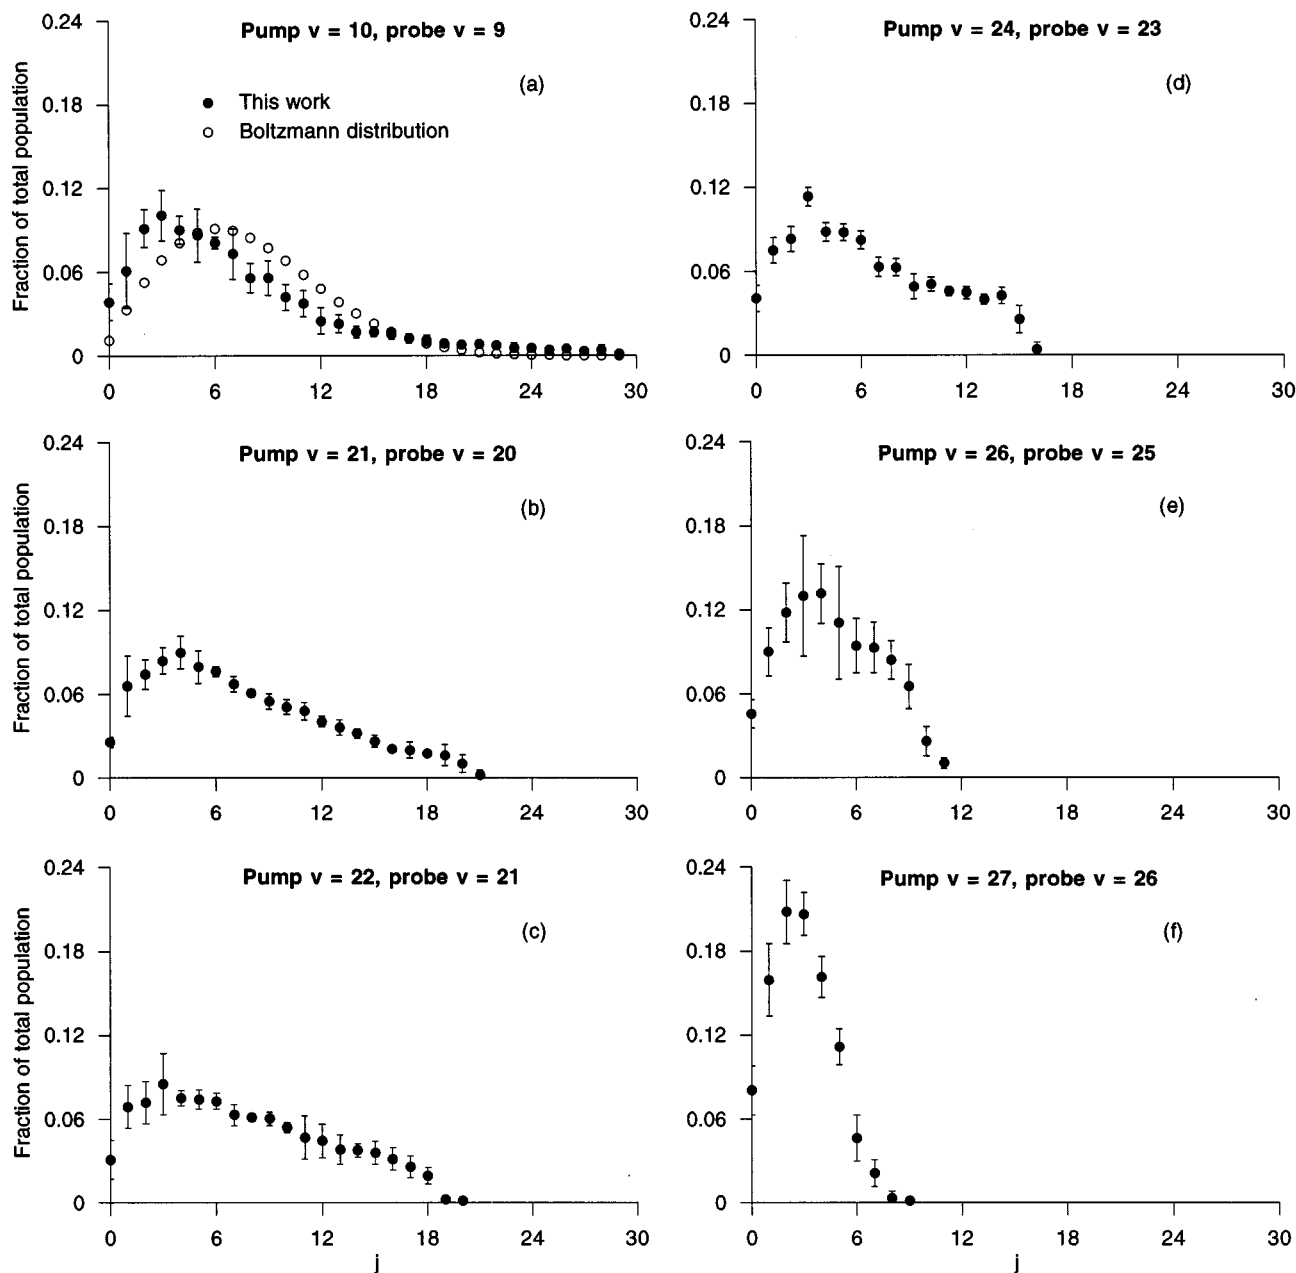 Pump v = 10, probe v = 9
(a)
This work
Boltzmann distribution
Fraction of total population
0.24
0.18
0.12
0.06
0
0 6 12 18 24 30
Pump v = 24, probe v = 23
(d)
0.24
0.18
0.12
0.06
0
0 6 12 18 24 30
Pump v = 21, probe v = 20
(b)
Fraction of total population
0.24
0.18
0.12
0.06
0
0 6 12 18 24 30
Pump v = 26, probe v = 25
(e)
0.24
0.18
0.12
0.06
0
0 6 12 18 24 30
Pump v = 22, probe v = 21
(c)
Fraction of total population
0.24
0.18
0.12
0.06
0
0 6 12 18 24 30
j
Pump v = 27, probe v = 26
(f)
0.24
0.18
0.12
0.06
0
0 6 12 18 24 30
j